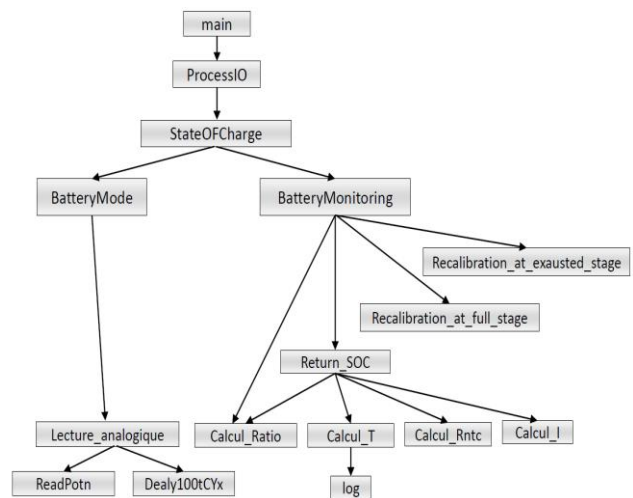 main
ProcessIO
StateOFCharge
BatteryMode
BatteryMonitoring
Recalibration_at_exausted_stage
Recalibration_at_full_stage
Return_SOC
Lecture_analogique
Calcul_Ratio
Calcul_T
Calcul_Rntc
Calcul_I
ReadPotn
Dealy100tCYx
log